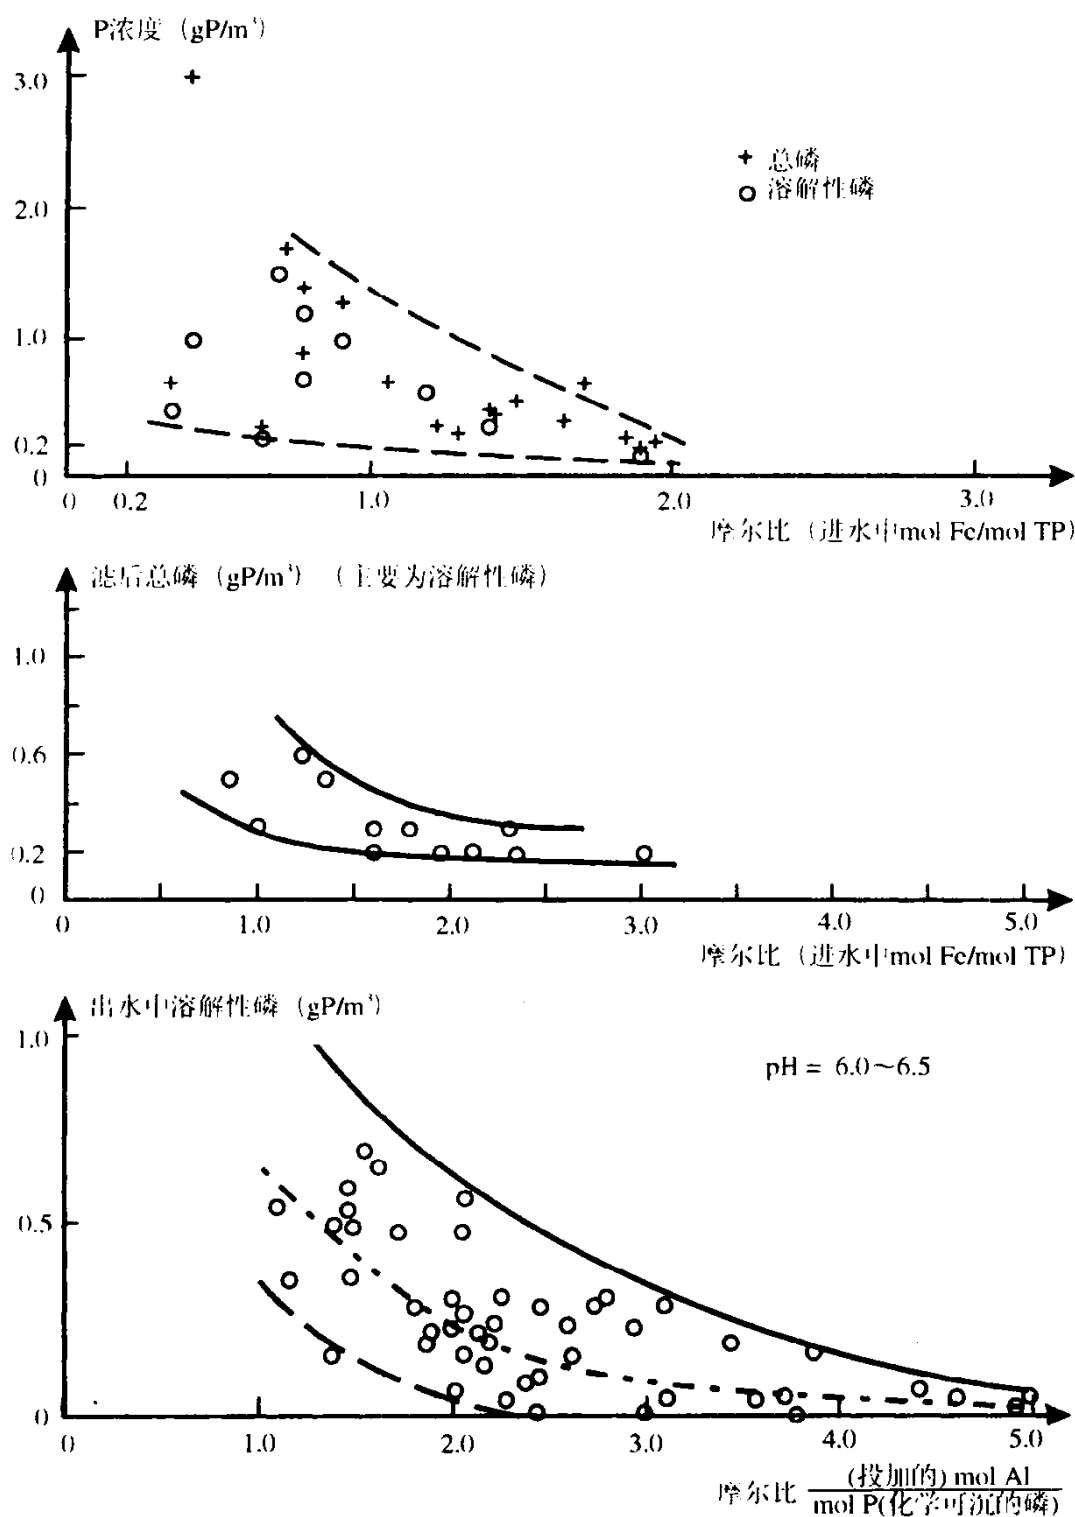 P浓度 (gP/m³)
3.0
+ 总磷
○ 溶解性磷
2.0
1.0
0.2
0
0 0.2 1.0 2.0 3.0
摩尔比 (进水中mol Fe/mol TP)
滤后总磷 (gP/m³) (主要为溶解性磷)
1.0
0.6
0.2
0
0 1.0 2.0 3.0 4.0 5.0
摩尔比 (进水中mol Fe/mol TP)
出水中溶解性磷 (gP/m³)
1.0
pH = 6.0~6.5
0.5
0
0 1.0 2.0 3.0 4.0 5.0
(投加的) mol Al
摩尔比
mol P(化学可沉的磷)